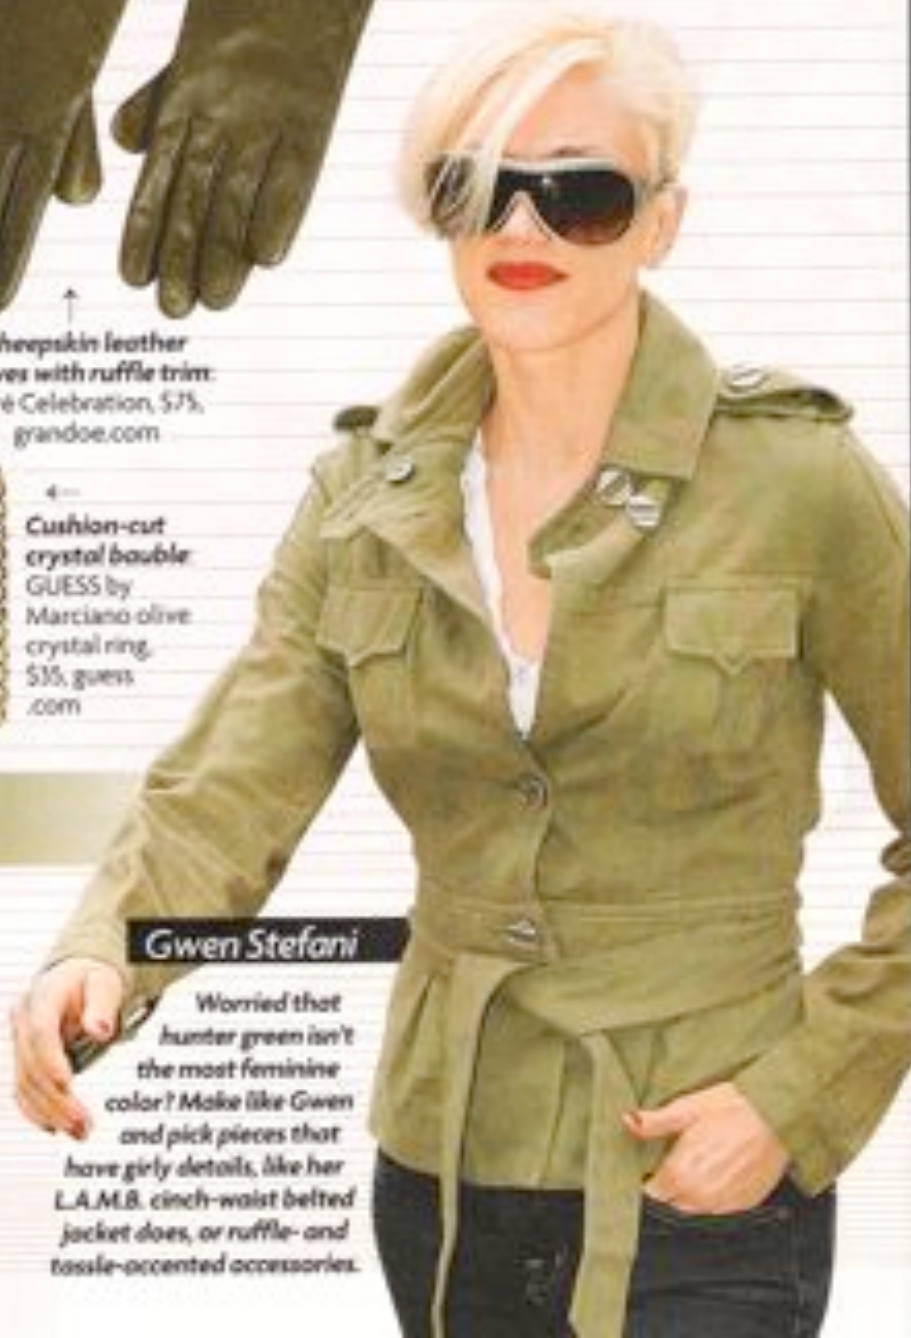 heepskin leather
ves with ruffle trim:
é Celebration, $75,
grandoe.com
Cushion-cut
crystal bauble:
GUESS by
Marciano olive
crystal ring,
$35, guess
.com
Gwen Stefani
Worried that
hunter green isn't
the most feminine
color? Make like Gwen
and pick pieces that
have girly details, like her
L.A.M.B. cinch-waist belted
jacket does, or ruffle- and
tassle-accented accessories.